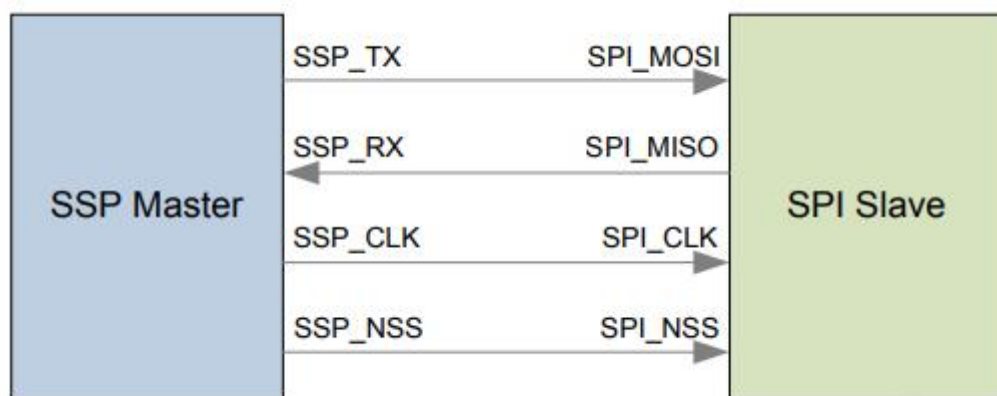 SSP_TX SPI_MOSI
SSP_RX SPI_MISO
SSP Master SPI Slave
SSP_CLK SPI_CLK
SSP_NSS SPI_NSS